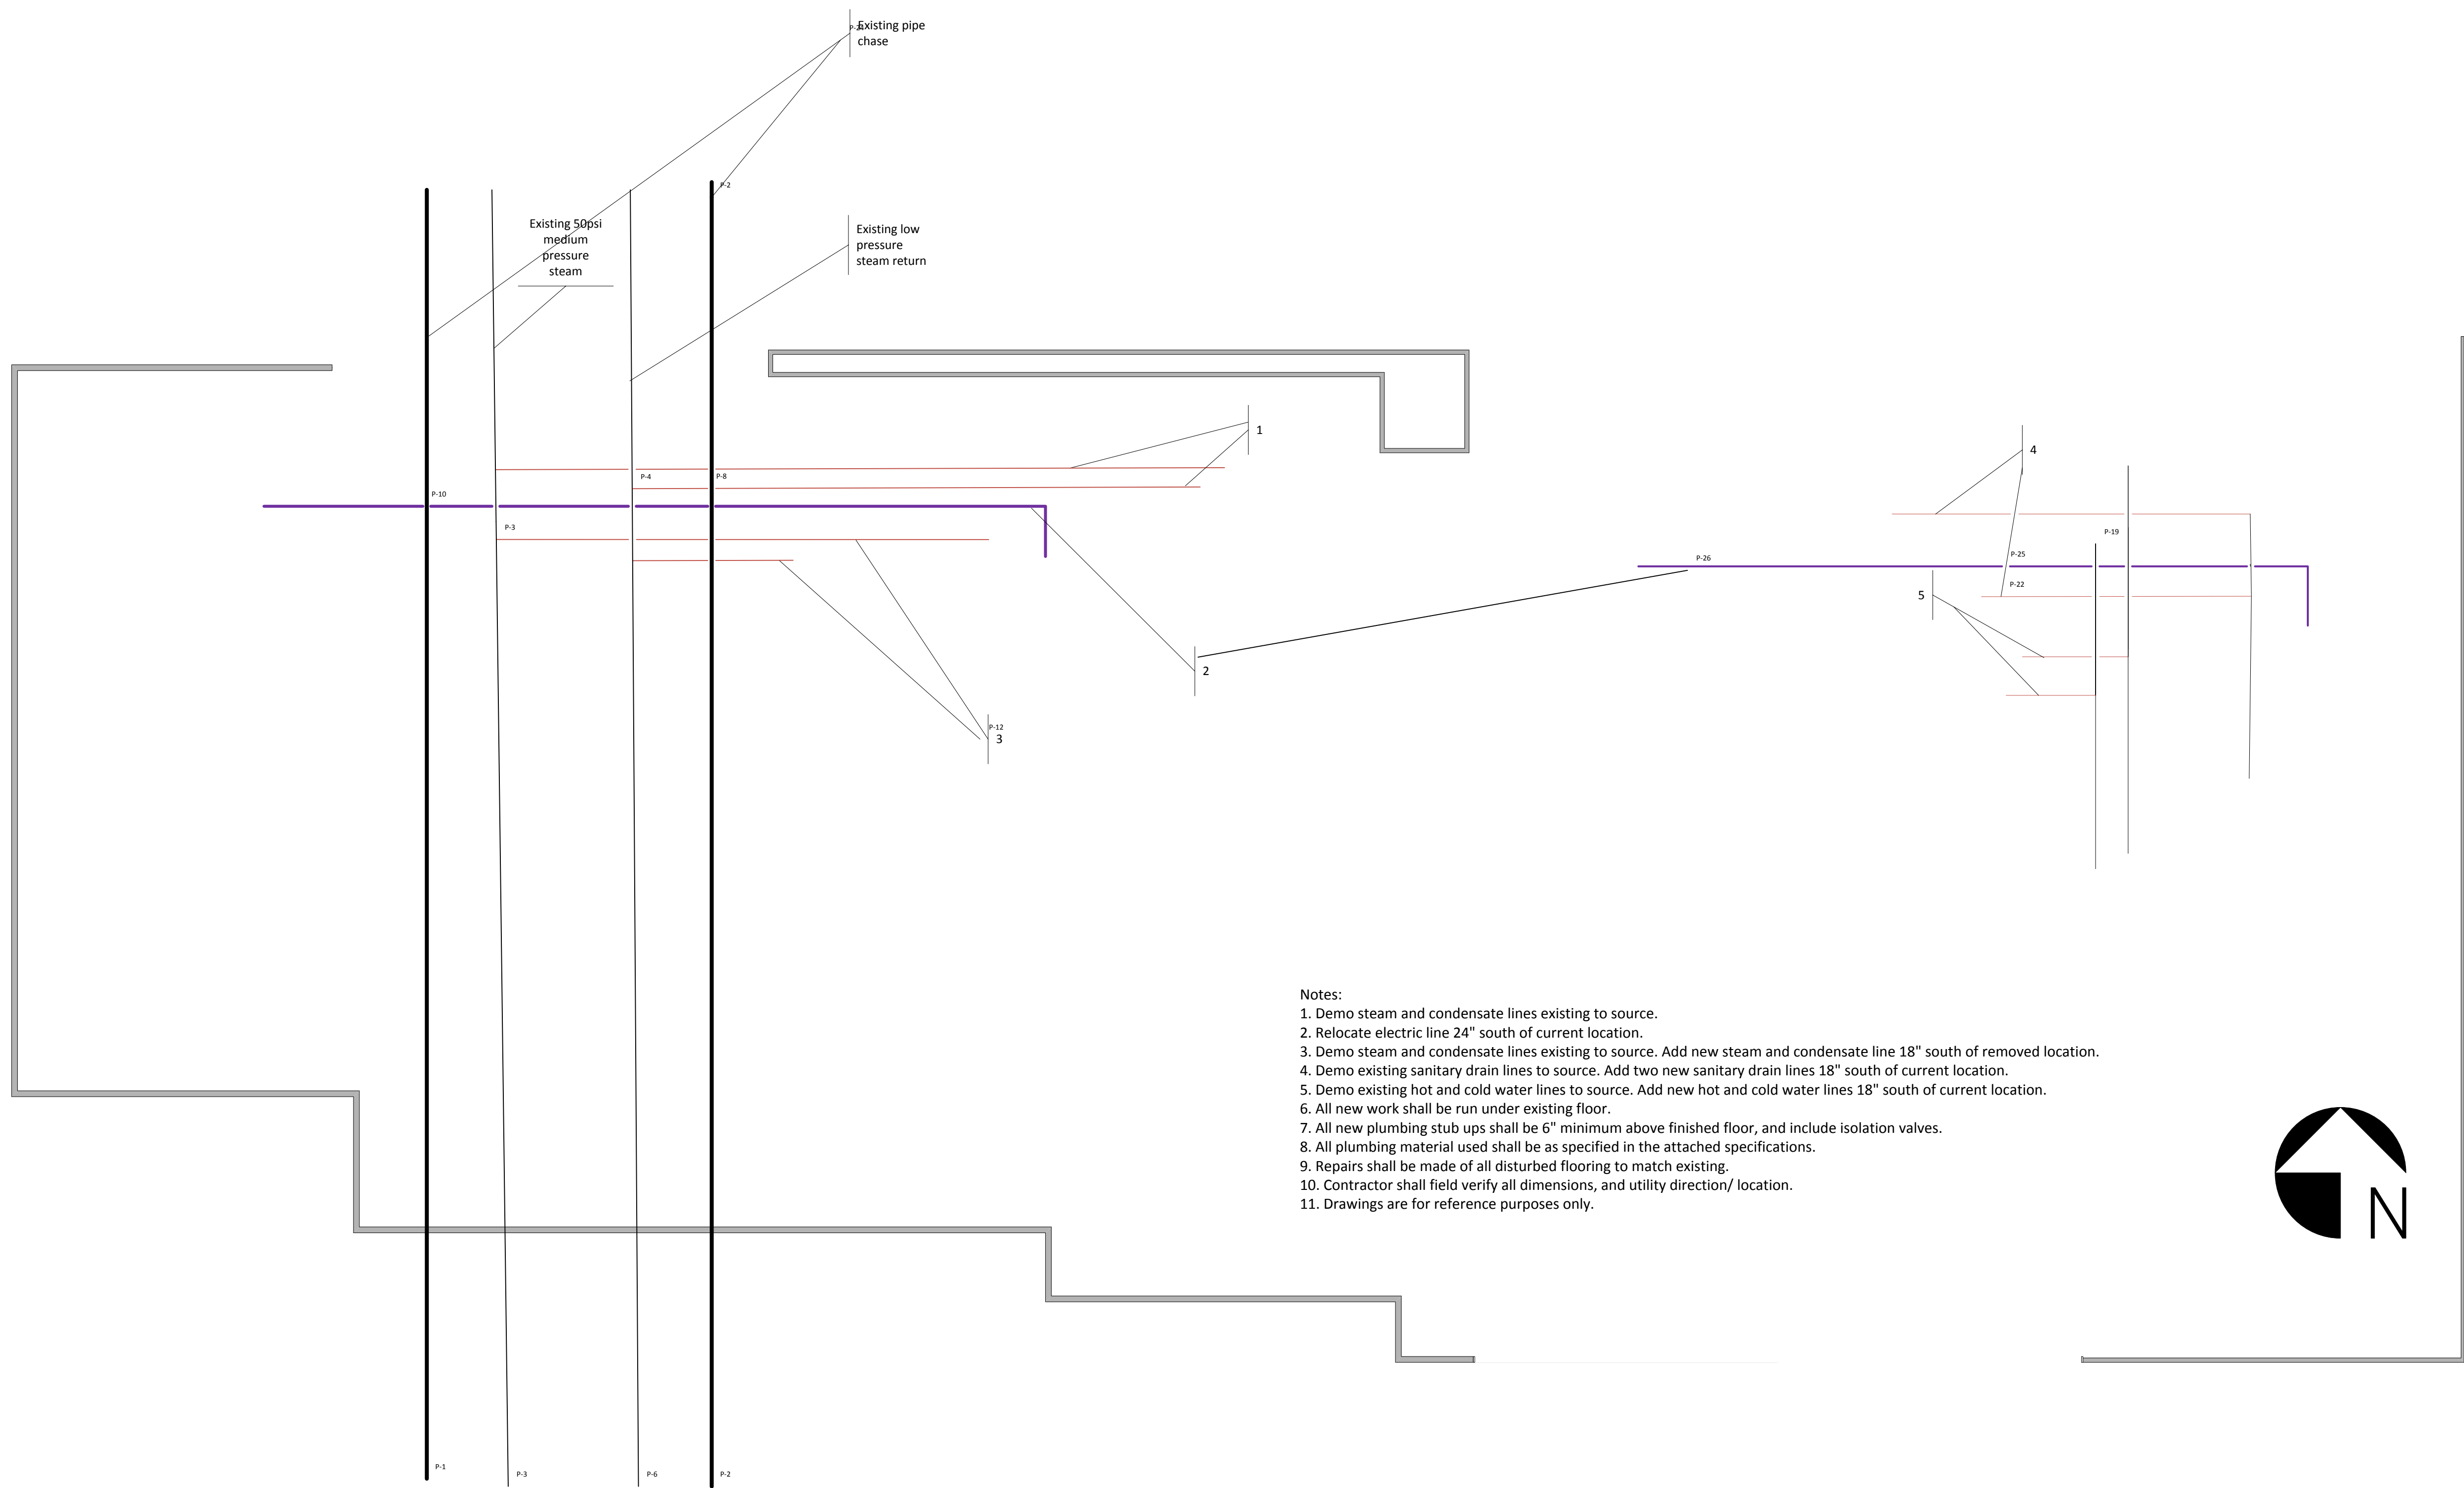 Existing pipe
chase
P-2
Existing 50psi
medium
pressure
steam
Existing low
pressure
steam return
1
4
P-4
P-8
P-10
P-3
P-19
P-25
P-26
P-22
5
2
P-12
3
Notes:
1. Demo steam and condensate lines existing to source.
2. Relocate electric line 24" south of current location.
3. Demo steam and condensate lines existing to source. Add new steam and condensate line 18" south of removed location.
4. Demo existing sanitary drain lines to source. Add two new sanitary drain lines 18" south of current location.
5. Demo existing hot and cold water lines to source. Add new hot and cold water lines 18" south of current location.
6. All new work shall be run under existing floor.
7. All new plumbing stub ups shall be 6" minimum above finished floor, and include isolation valves.
8. All plumbing material used shall be as specified in the attached specifications.
9. Repairs shall be made of all disturbed flooring to match existing.
10. Contractor shall field verify all dimensions, and utility direction/ location.
11. Drawings are for reference purposes only.
N
P-1
P-3
P-6
P-2